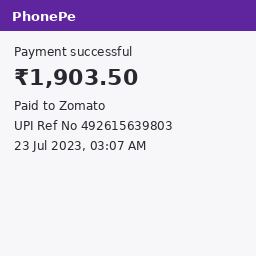 PhonePe
Payment successful
₹1,903.50
Paid to Zomato
UPI Ref No 492615639803
23 Jul 2023, 03:07 AM